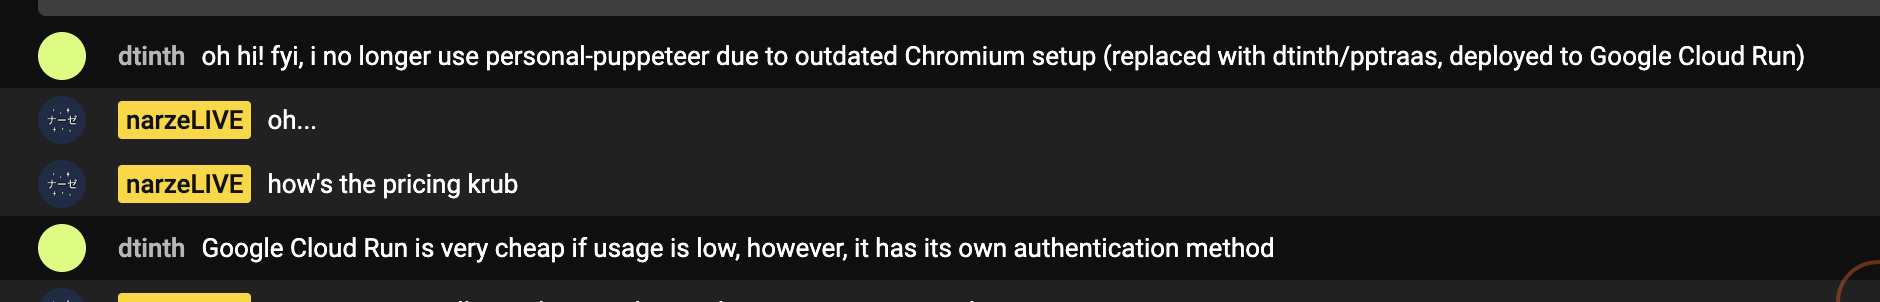 dtinth oh hi! fyi, i no longer use personal-puppeteer due to outdated Chromium setup (replaced with dtinth/pptraas, deployed to Google Cloud Run)
ナーゼ
narzeLIVE oh...
ナーゼ
narzeLIVE how's the pricing krub
dtinth Google Cloud Run is very cheap if usage is low, however, it has its own authentication method